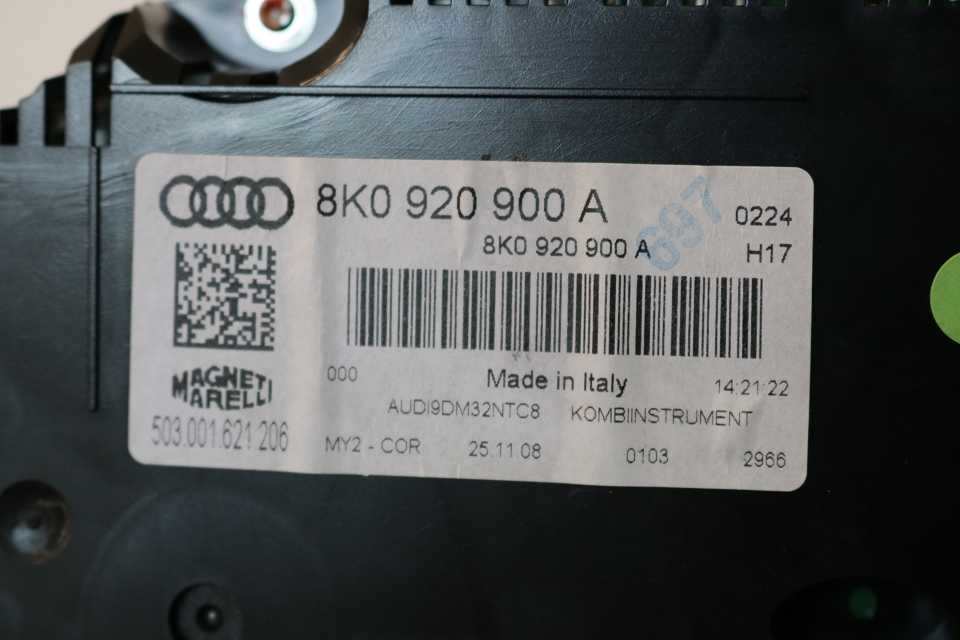 8K0 920 900 A 697 0224
8K0 920 900 A H17
000 Made in Italy 14:21:22
MAGNETI
MARELLI
AUDI9DM32NTC8 KOMBIINSTRUMENT
503.001.621.206 MY2 - COR 25.11.08 0103 2966